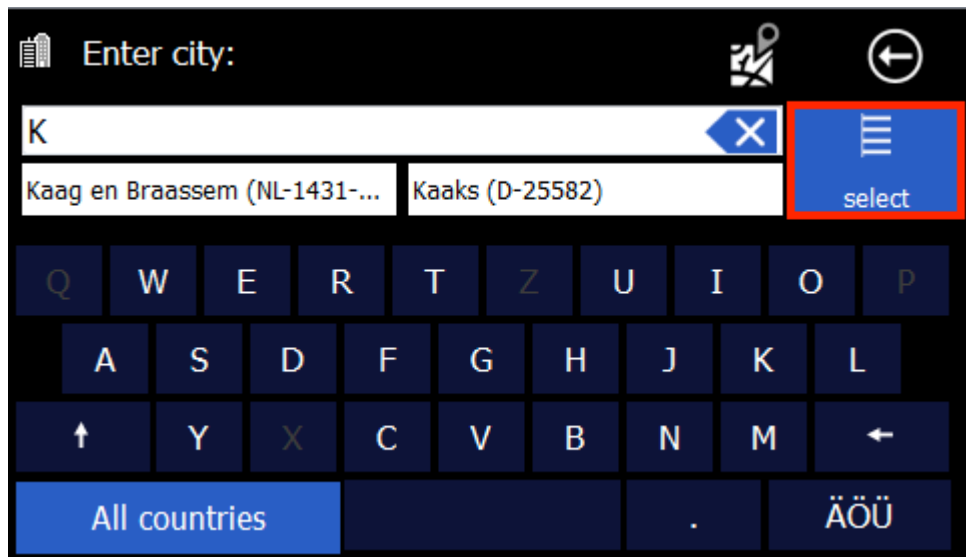 Enter city:
K
Kaag en Braassem (NL-1431-... Kaaks (D-25582)
select
Q W E R T Z U I O P
A S D F G H J K L
Y X C V B N M
All countries . ÄÖÜ